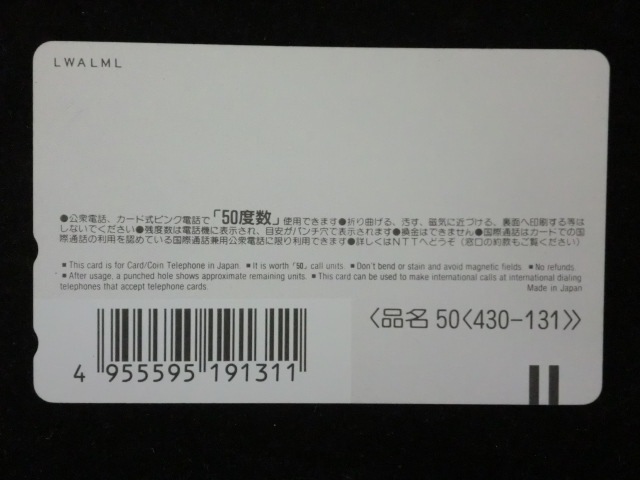 LWALML
●公衆電話、カード式ピンク電話で「50度数」使用できます●折り曲げる、汚す、磁気に近づける、裏面へ印刷する等は
しないでください●残度数は電話機に表示され、目安がパンチ穴で表示されます●換金はできません●国際通話はカードでの国
際通話の利用を認めている国際通話兼用公衆電話に限り利用できます●詳しくはNTTへどうぞ（窓口の約款もご覧ください）
■This card is for Card/Coin Telephone in Japan. ■It is worth「50」call units. ■Don't bend or stain and avoid magnetic fields. ■No refunds.
■After usage, a punched hole shows approximate remaining units. ■This card can be used to make international calls at international dialing
telephones that accept telephone cards. Made in Japan
〈品名 50〈430−131〉〉
4 955595 191311